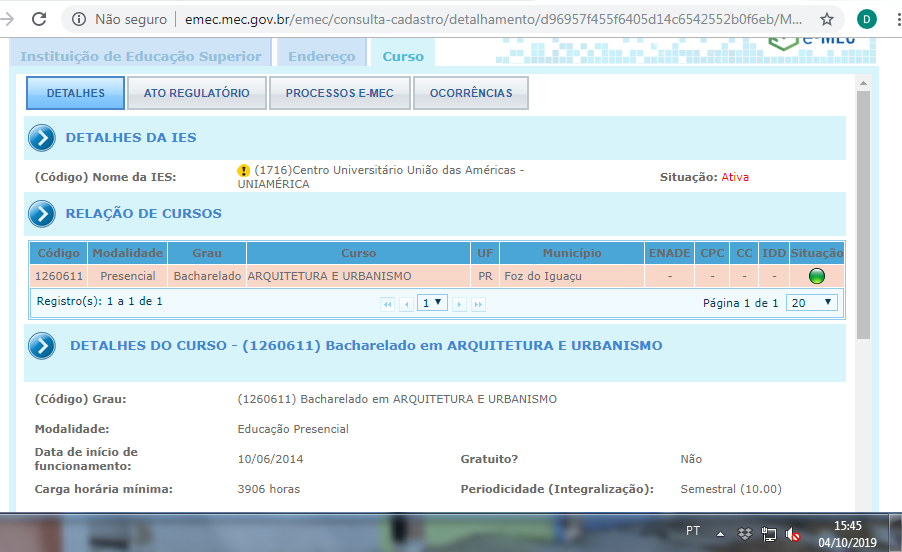 Não seguro | emec.mec.gov.br/emec/consulta-cadastro/detalhamento/d96957f455f6405d14c6542552b0f6eb/M...
D
Instituição de Educação Superior Endereço Curso
DETALHES ATO REGULATÓRIO PROCESSOS E-MEC OCORRÊNCIAS
DETALHES DA IES
(Código) Nome da IES: (1716)Centro Universitário União das Américas - Situação: Ativa
UNIAMÉRICA
RELAÇÃO DE CURSOS
Código Modalidade Grau Curso UF Município ENADE CPC CC IDD Situação
1260611 Presencial Bacharelado ARQUITETURA E URBANISMO PR Foz do Iguaçu - - - -
Registro(s): 1 a 1 de 1 1 Página 1 de 1 20
DETALHES DO CURSO - (1260611) Bacharelado em ARQUITETURA E URBANISMO
(Código) Grau: (1260611) Bacharelado em ARQUITETURA E URBANISMO
Modalidade: Educação Presencial
Data de início de
funcionamento: 10/06/2014 Gratuito? Não
Carga horária mínima: 3906 horas Periodicidade (Integralização): Semestral (10.00)
PT 15:45
04/10/2019